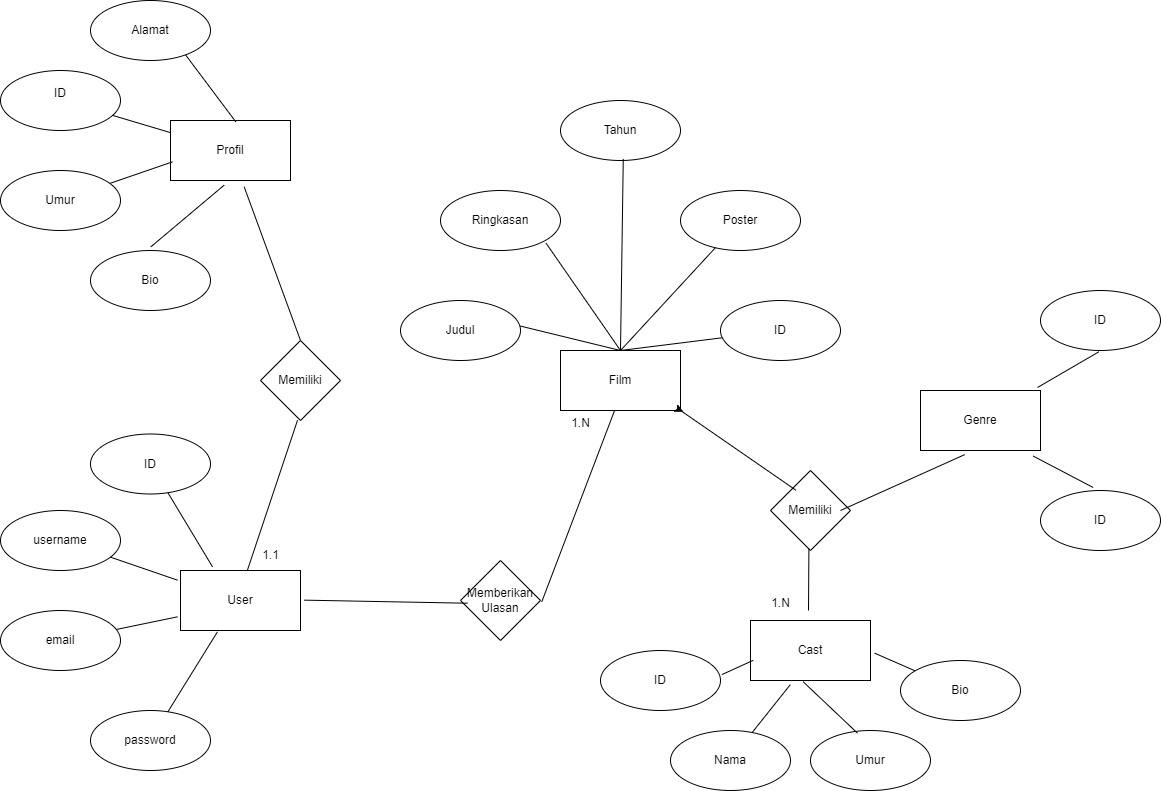 Alamat
ID
Profil
Umur
Bio
Tahun
Ringkasan
Poster
Judul
ID
Film
1.N
Memiliki
ID
Genre
ID
Memiliki
ID
username
1.1
User
email
password
Memberikan
Ulasan
1.N
Cast
ID
Bio
Nama
Umur